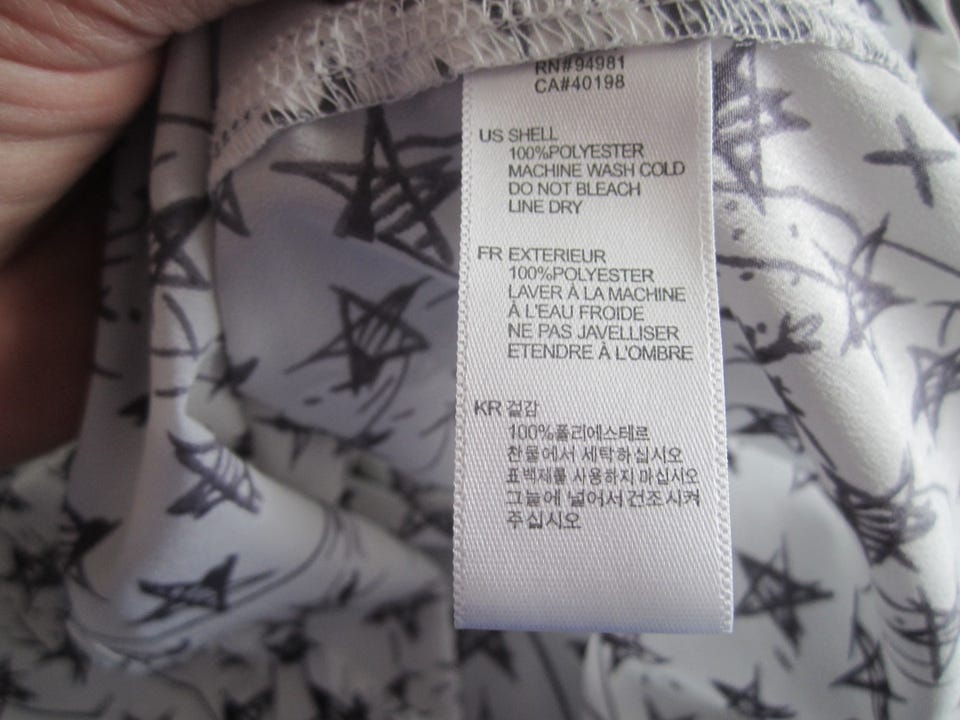 RN#94981
CA#40198
US SHELL
100%POLYESTER
MACHINE WASH COLD
DO NOT BLEACH
LINE DRY
FR EXTERIEUR
100%POLYESTER
LAVER À LA MACHINE
À L'EAU FROIDE
NE PAS JAVELLISER
ETENDRE À L'OMBRE
KR 겉감
100%폴리에스테르
찬물에서 세탁하십시오
표백제를 사용하지 마십시오
그늘에 널어서 건조시켜
주십시오